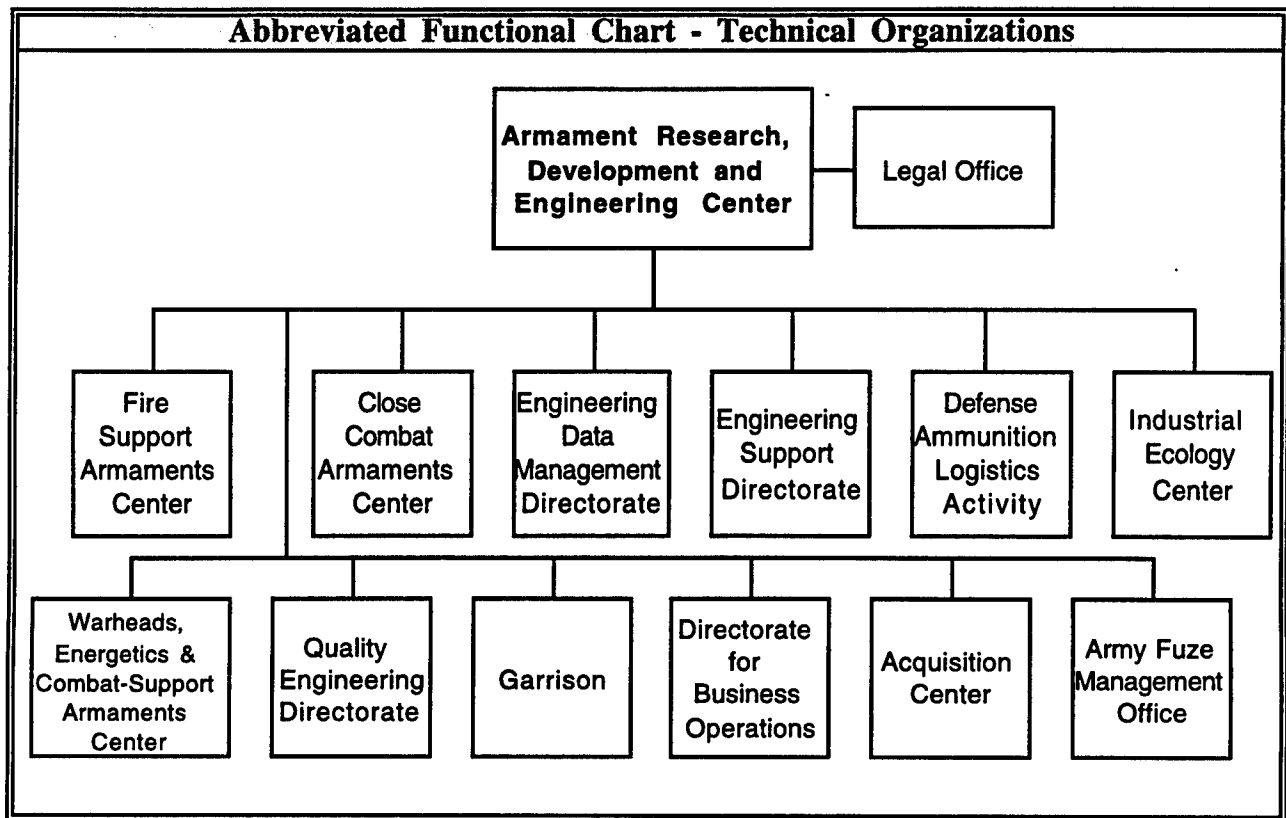 Abbreviated Functional Chart - Technical Organizations
Armament Research,
Development and
Engineering Center
Legal Office
Fire
Support
Armaments
Center
Close
Combat
Armaments
Center
Engineering
Data
Management
Directorate
Engineering
Support
Directorate
Defense
Ammunition
Logistics
Activity
Industrial
Ecology
Center
Warheads,
Energetics &
Combat-Support
Armaments
Center
Quality
Engineering
Directorate
Garrison
Directorate
for
Business
Operations
Acquisition
Center
Army Fuze
Management
Office